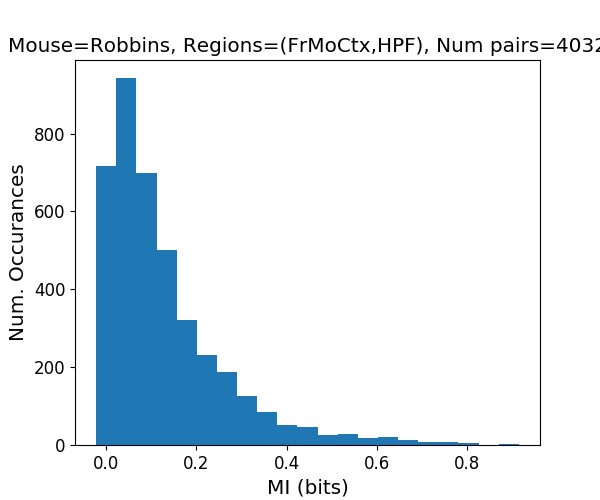 Mouse=Robbins, Regions=(FrMoCtx,HPF), Num pairs=4032
Num. Occurances
800
600
400
200
0
0.0 0.2 0.4 0.6 0.8
MI (bits)